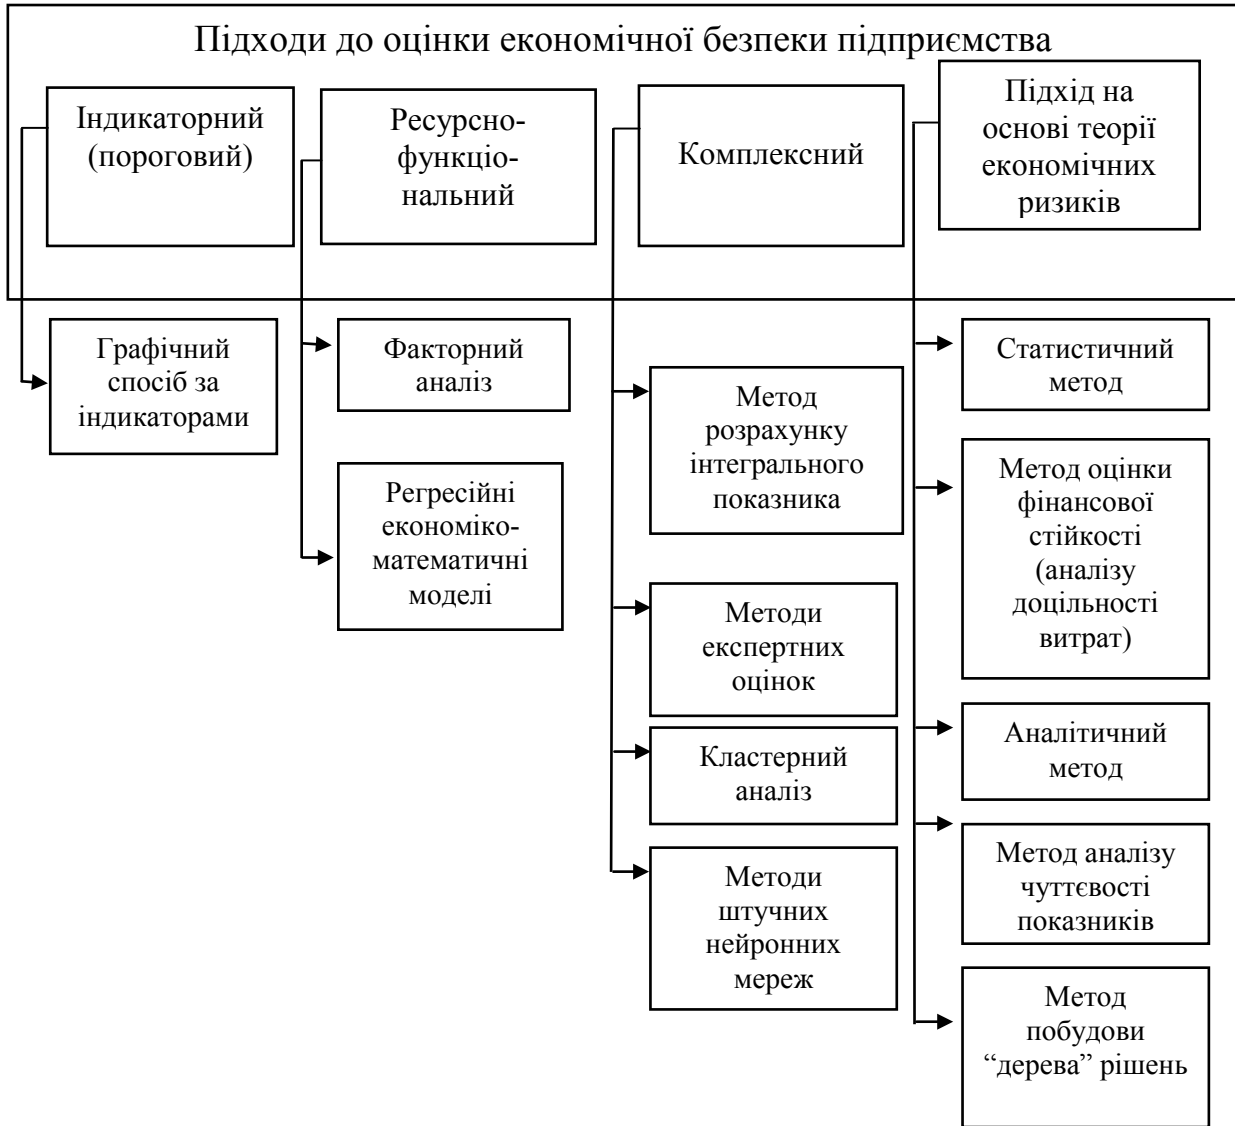 Підходи до оцінки економічної безпеки підприємства
Індикаторний
(пороговий)
Ресурсно-
функціо-
нальний
Комплексний
Підхід на
основі теорії
економічних
ризиків
Графічний
спосіб за
індикаторами
Факторний
аналіз
Регресійні
економіко-
математичні
моделі
Метод
розрахунку
інтегрального
показника
Методи
експертних
оцінок
Кластерний
аналіз
Методи
штучних
нейронних
мереж
Статистичний
метод
Метод оцінки
фінансової
стійкості
(аналізу
доцільності
витрат)
Аналітичний
метод
Метод аналізу
чуттєвості
показників
Метод
побудови
“дерева” рішень